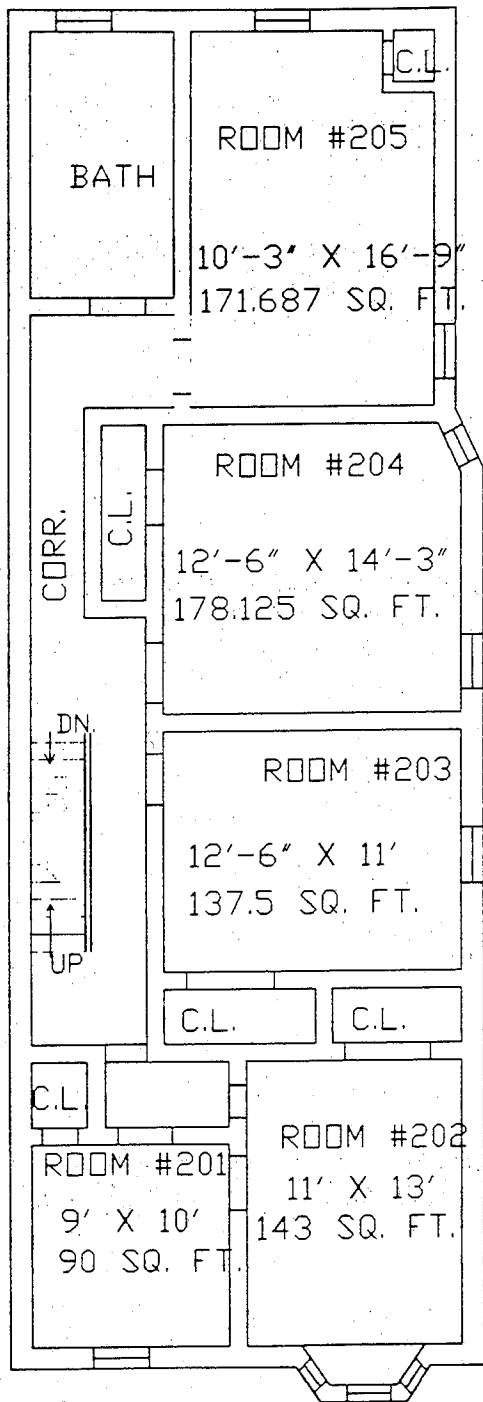 C.L.
ROOM #205
BATH
10'-3" X 16'-9"
171.687 SQ. FT.
ROOM #204
C.L.
CORR.
12'-6" X 14'-3"
178.125 SQ. FT.
DN.
ROOM #203
12'-6" X 11'
137.5 SQ. FT.
UP
C.L.
C.L.
C.L.
ROOM #202
ROOM #201
11' X 13'
9' X 10'
143 SQ. FT.
90 SQ. FT.